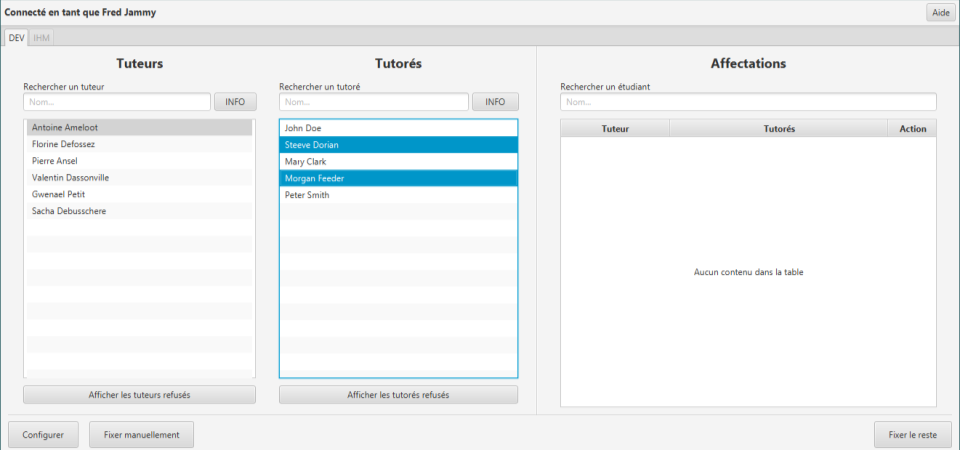 Connecté en tant que Fred Jammy
Aide
DEV
IHM
Tuteurs
Rechercher un tuteur
Nom...
INFO
Antoine Ameloot
Florine Defossez
Pierre Ansel
Valentin Dassonville
Gwenael Petit
Sacha Debusschere
Afficher les tuteurs refusés
Tutorés
Rechercher un tutoré
Nom...
INFO
John Doe
Steeve Dorian
Mary Clark
Morgan Feeder
Peter Smith
Afficher les tutorés refusés
Affectations
Rechercher un étudiant
Nom...
Tuteur Tutorés Action
Aucun contenu dans la table
Configurer
Fixer manuellement
Fixer le reste